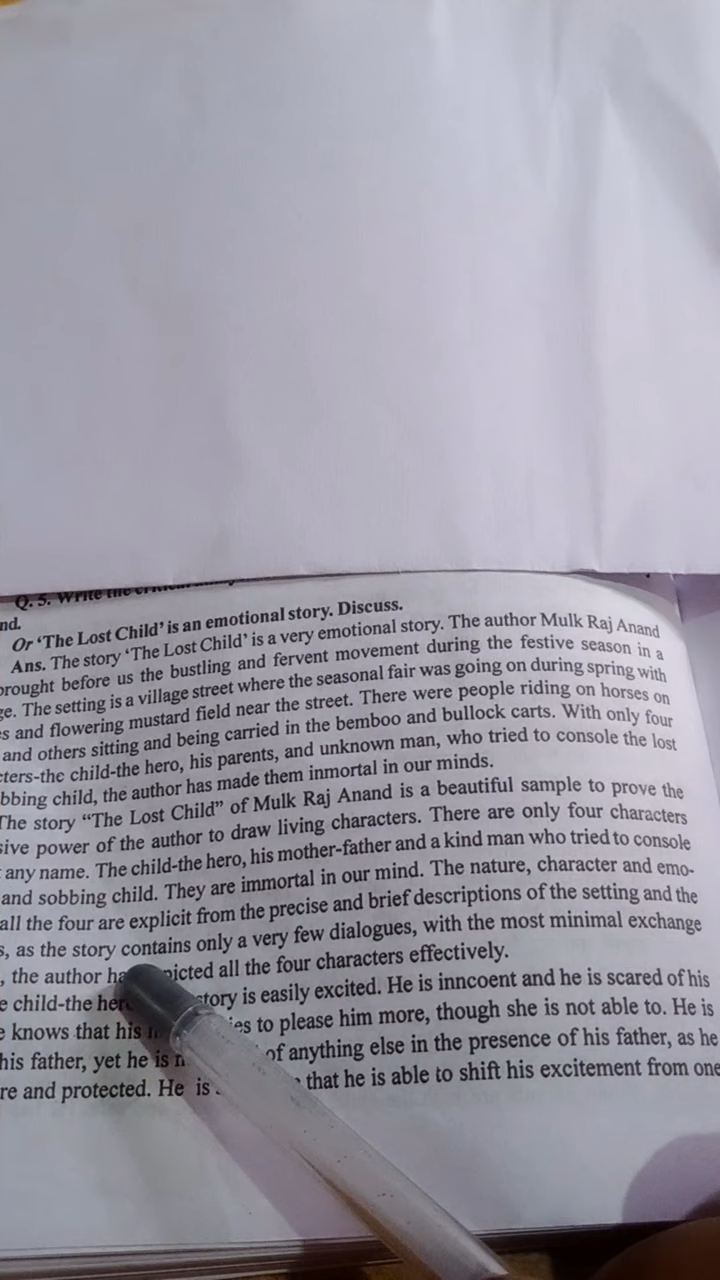 Q. 5. Write the
nd.
Or 'The Lost Child' is an emotional story. Discuss.
Ans. The story 'The Lost Child' is a very emotional story. The author Mulk Raj Anand
brought before us the bustling and fervent movement during the festive season in a
ge. The setting is a village street where the seasonal fair was going on during spring with
s and flowering mustard field near the street. There were people riding on horses on
and others sitting and being carried in the bemboo and bullock carts. With only four
cters-the child-the hero, his parents, and unknown man, who tried to console the lost
bbing child, the author has made them inmortal in our minds.
The story "The Lost Child" of Mulk Raj Anand is a beautiful sample to prove the
sive power of the author to draw living characters. There are only four characters
any name. The child-the hero, his mother-father and a kind man who tried to console
and sobbing child. They are immortal in our mind. The nature, character and emo-
all the four are explicit from the precise and brief descriptions of the setting and the
s, as the story contains only a very few dialogues, with the most minimal exchange
, the author ha picted all the four characters effectively.
e child-the her story is easily excited. He is inncoent and he is scared of his
e knows that his ies to please him more, though she is not able to. He is
his father, yet he is n of anything else in the presence of his father, as he
re and protected. He is that he is able to shift his excitement from one